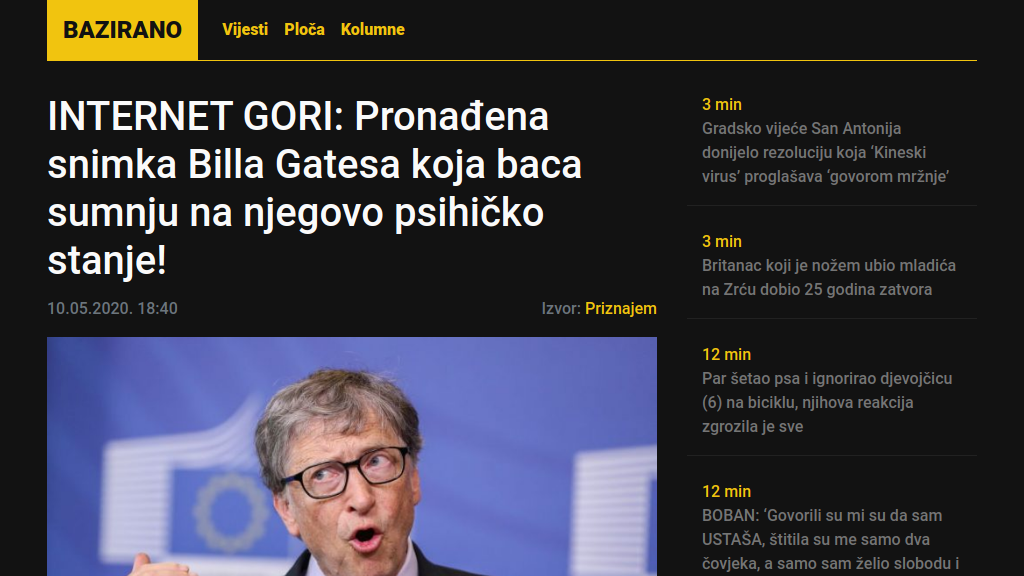 BAZIRANO
Vijesti Ploča Kolumne
INTERNET GORI: Pronađena
snimka Billa Gatesa koja baca
sumnju na njegovo psihičko
stanje!
10.05.2020. 18:40
Izvor: Priznajem
3 min
Gradsko vijeće San Antonija
donijelo rezoluciju koja ‘Kineski
virus’ proglašava ‘govorom mržnje’
3 min
Britanac koji je nožem ubio mladića
na Zrću dobio 25 godina zatvora
12 min
Par šetao psa i ignorirao djevojčicu
(6) na biciklu, njihova reakcija
zgrozila je sve
12 min
BOBAN: ‘Govorili su mi su da sam
USTAŠA, štitila su me samo dva
čovjeka, a samo sam želio slobodu i